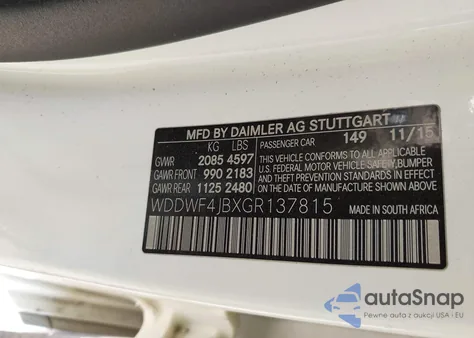 MFD BY DAIMLER AG STUTTGART
KG LBS PASSENGER CAR 149 11/15
GVWR 2085 4597 THIS VEHICLE CONFORMS TO ALL APPLICABLE
GAWR FRONT 990 2183 U.S. FEDERAL MOTOR VEHICLE SAFETY, BUMPER
GAWR REAR 1125 2480 AND THEFT PREVENTION STANDARDS IN EFFECT
ON THE DATE OF MANUFACTURE SHOWN ABOVE.
WDDWF4JBXGR137815 MADE IN SOUTH AFRICA
autaSnap
Pewne auta z USA - EU